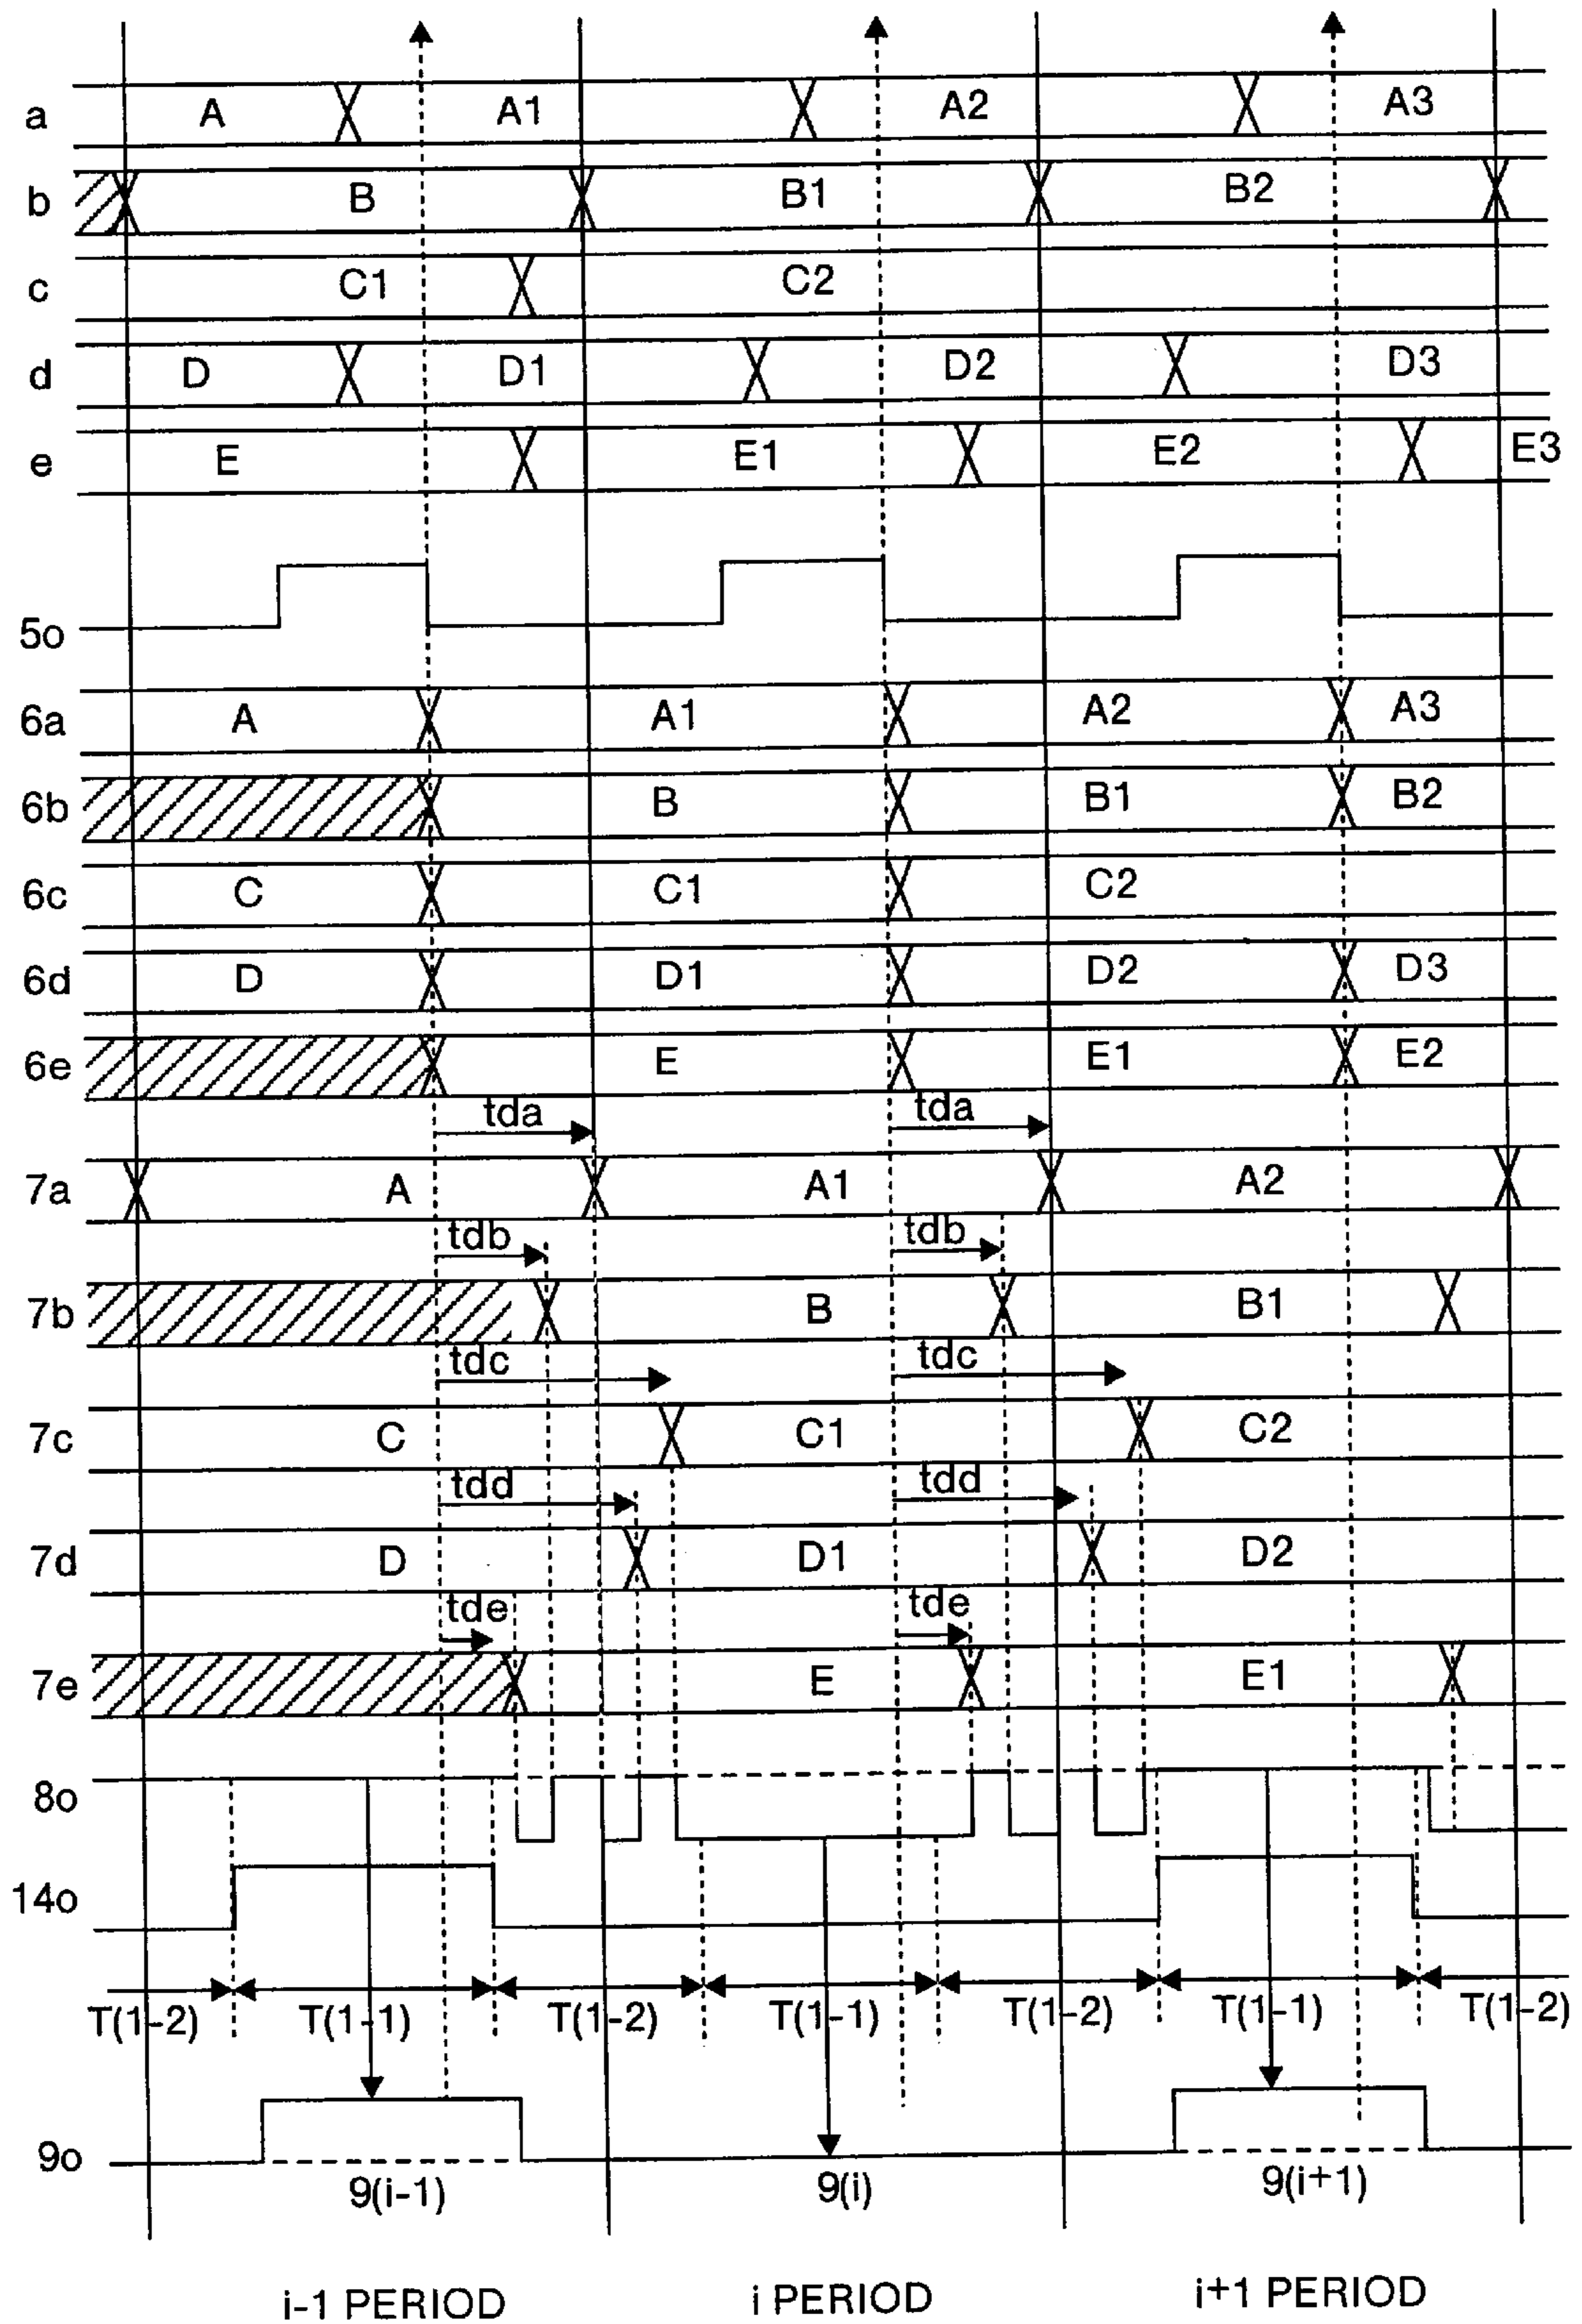 a A A1 A2 A3
b B B1 B2
c C1 C2
d D D1 D2 D3
e E E1 E2 E3
5o
6a A A1 A2 A3
6b B B1 B2
6c C C1 C2
6d D D1 D2 D3
6e E E1 E2
tda tda
7a A A1 A2
tdb tdb
7b B B1
tdc tdc
7c C C1 C2
tdd tdd
7d D D1 D2
tde tde
7e E E1
8o
14o
T(1-2) T(1-1) T(1-2) T(1-1) T(1-2) T(1-1) T(1-2)
9o
9(i-1) 9(i) 9(i+1)
i-1 PERIOD i PERIOD i+1 PERIOD